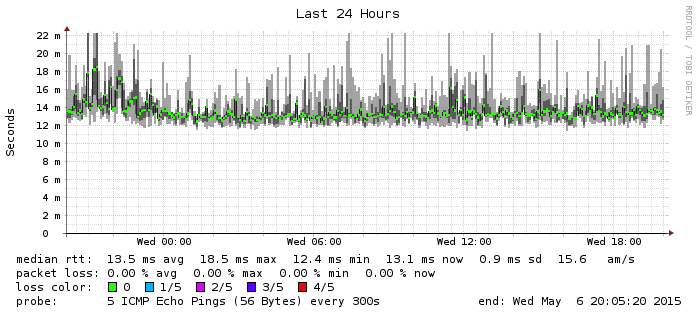 Last 24 Hours
RRDTOOL / TOBI OETIKER
Seconds
22 m
20 m
18 m
16 m
14 m
12 m
10 m
8 m
6 m
4 m
2 m
0
Wed 00:00 Wed 06:00 Wed 12:00 Wed 18:00
median rtt: 13.5 ms avg 18.5 ms max 12.4 ms min 13.1 ms now 0.9 ms sd 15.6 am/s
packet loss: 0.00 % avg 0.00 % max 0.00 % min 0.00 % now
loss color: 0 1/5 2/5 3/5 4/5
probe: 5 ICMP Echo Pings (56 Bytes) every 300s end: Wed May 6 20:05:20 2015